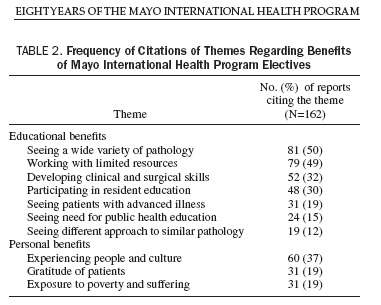 EIGHTYEARS OF THE MAYO INTERNATIONAL HEALTH PROGRAM
TABLE 2. Frequency of Citations of Themes Regarding Benefits
of Mayo International Health Program Electives
No. (%) of reports
citing the theme
Theme (N=162)
Educational benefits
Seeing a wide variety of pathology 81 (50)
Working with limited resources 79 (49)
Developing clinical and surgical skills 52 (32)
Participating in resident education 48 (30)
Seeing patients with advanced illness 31 (19)
Seeing need for public health education 24 (15)
Seeing different approach to similar pathology 19 (12)
Personal benefits
Experiencing people and culture 60 (37)
Gratitude of patients 31 (19)
Exposure to poverty and suffering 31 (19)